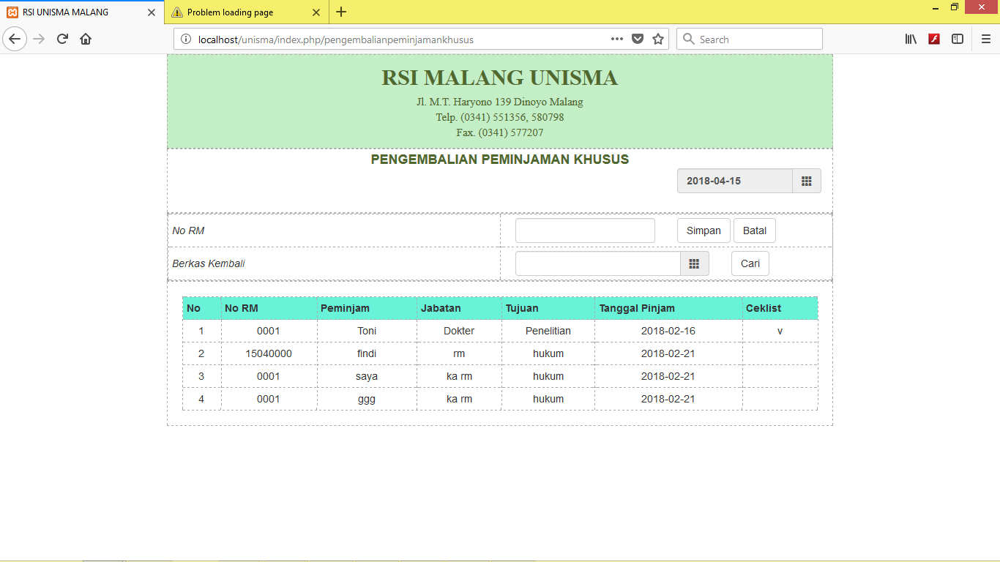 RSI UNISMA MALANG
Problem loading page
localhost/unisma/index.php/pengembalianpeminjamankhusus
Search
RSI MALANG UNISMA
Jl. M.T. Haryono 139 Dinoyo Malang
Telp. (0341) 551356, 580798
Fax. (0341) 577207
PENGEMBALIAN PEMINJAMAN KHUSUS
2018-04-15
No RM Simpan Batal
Berkas Kembali Cari
No No RM Peminjam Jabatan Tujuan Tanggal Pinjam Ceklist
1 0001 Toni Dokter Penelitian 2018-02-16 v
2 15040000 findi rm hukum 2018-02-21
3 0001 saya ka rm hukum 2018-02-21
4 0001 ggg ka rm hukum 2018-02-21